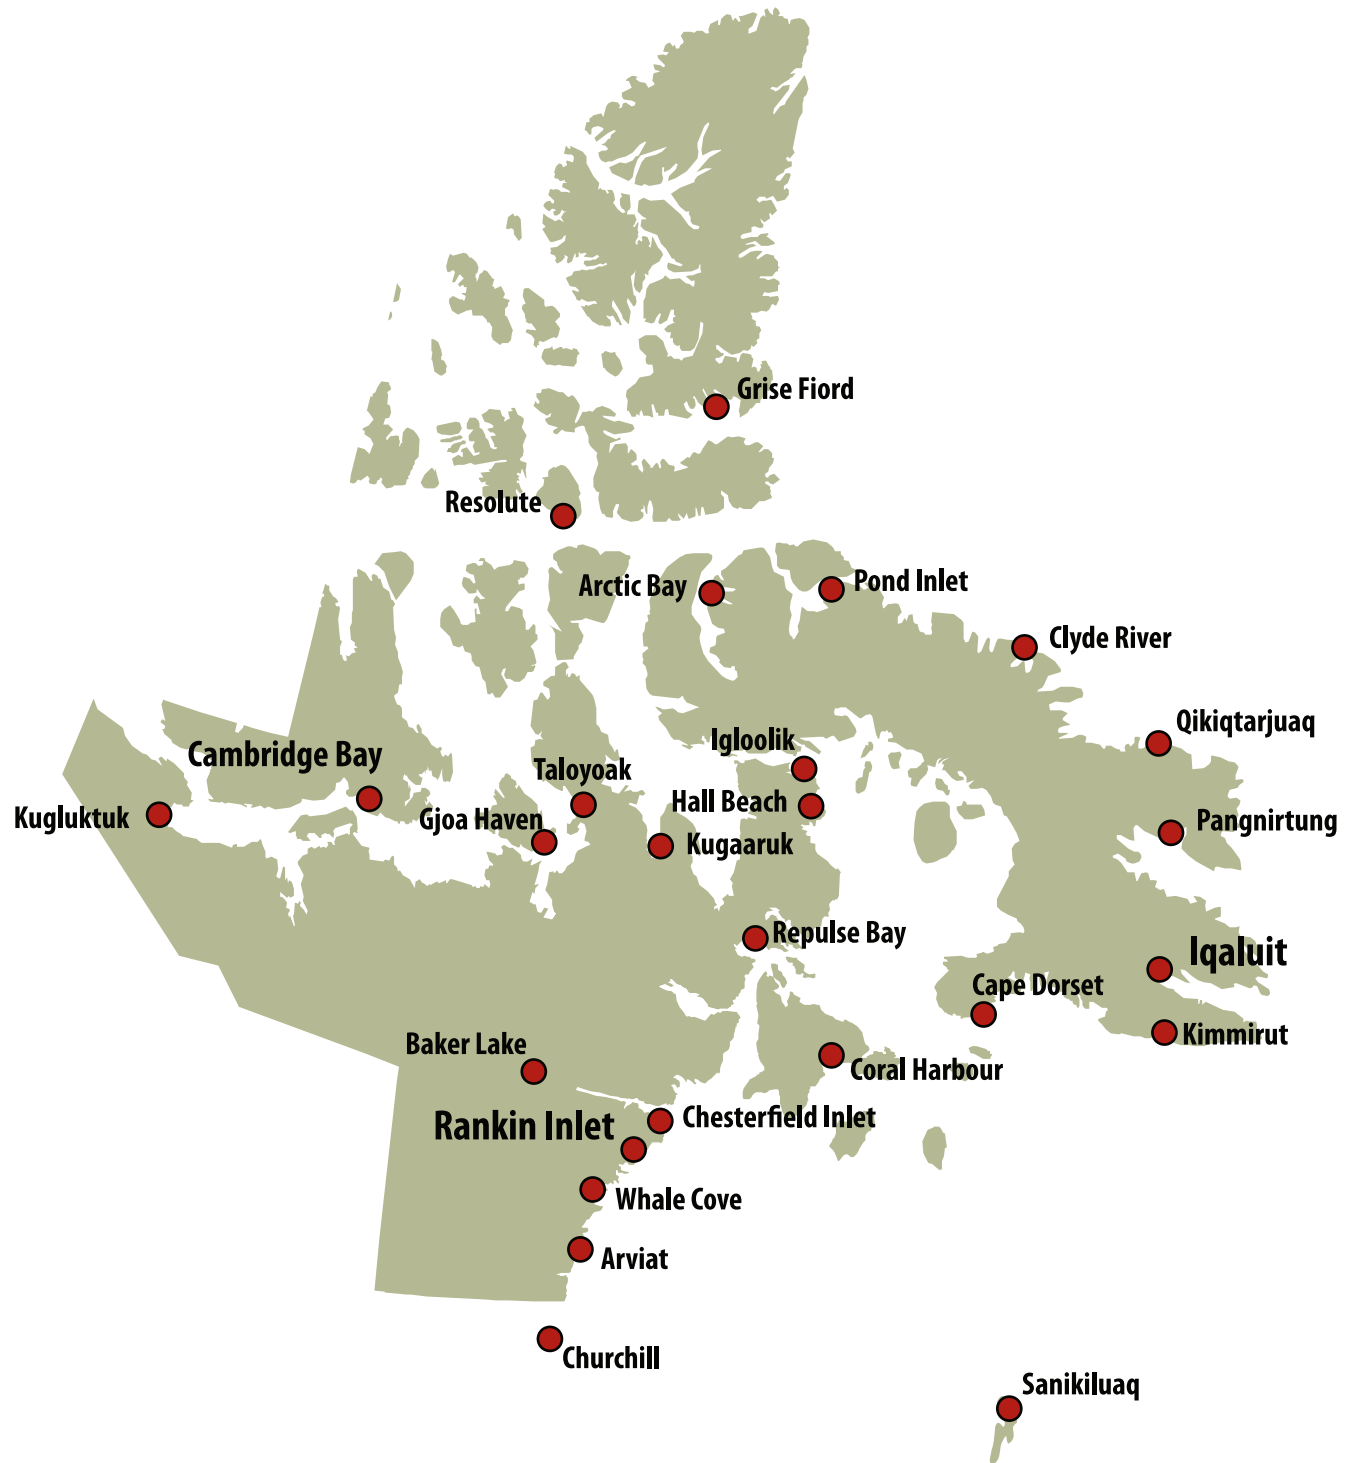 Grise Fiord
Resolute
Arctic Bay
Pond Inlet
Clyde River
Qikiqtarjuaq
Igloolik
Cambridge Bay
Taloyoak
Hall Beach
Kugluktuk
Gjoa Haven
Pangnirtung
Kugaaruk
Repulse Bay
Iqaluit
Cape Dorset
Kimmirut
Baker Lake
Coral Harbour
Rankin Inlet
Chesterfield Inlet
Whale Cove
Arviat
Churchill
Sanikiluaq